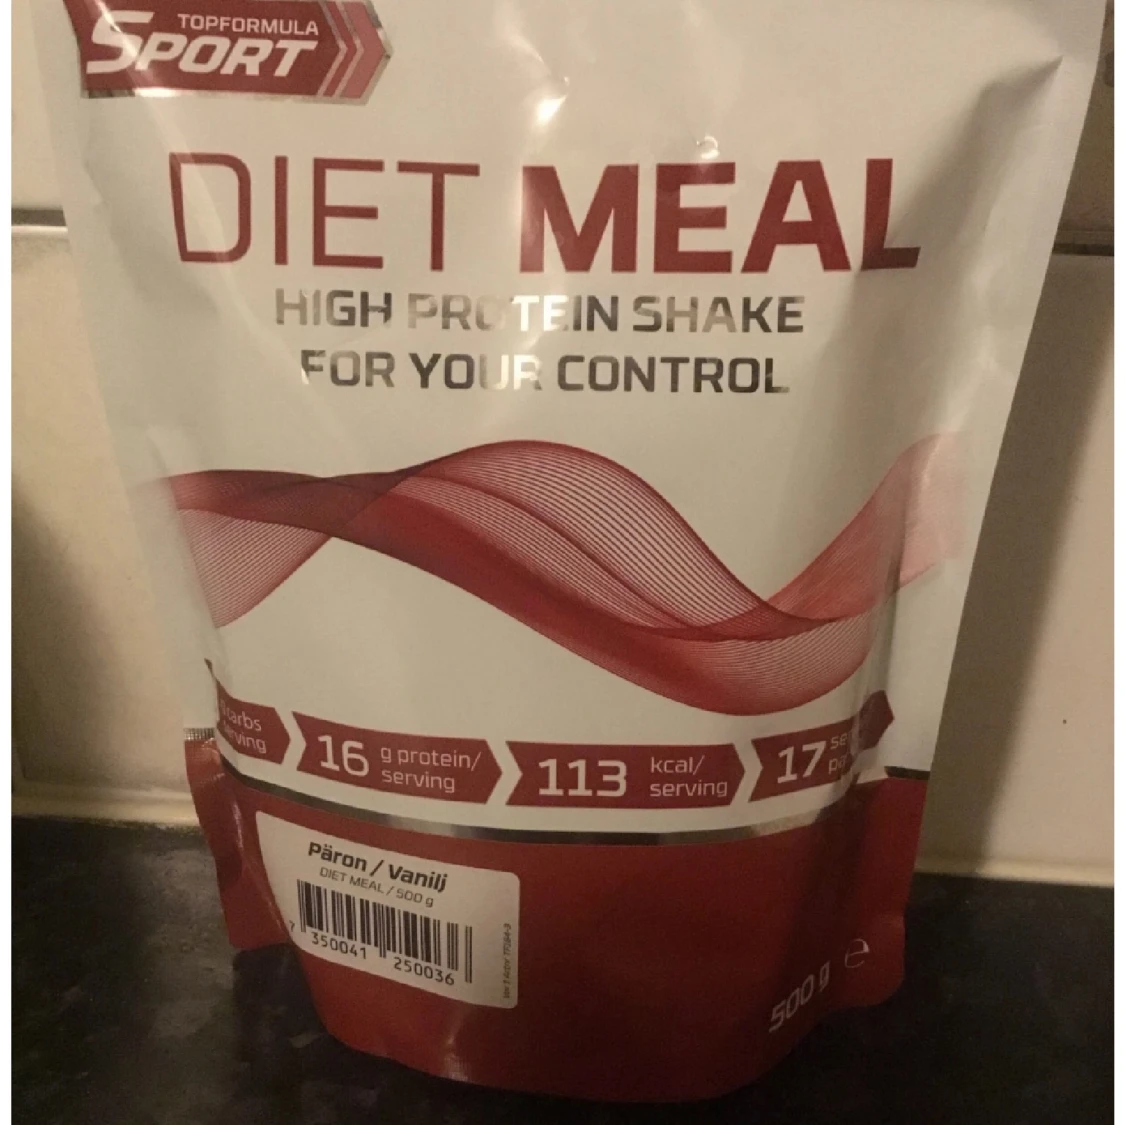 TOPFORMULA
SPORT
DIET MEAL
HIGH PROTEIN SHAKE
FOR YOUR CONTROL
carbs
16 g protein/
serving
113 kcal/
serving
17
Päron / Vanilj
DIET MEAL / 500 g
7 350041 250036
500 g e